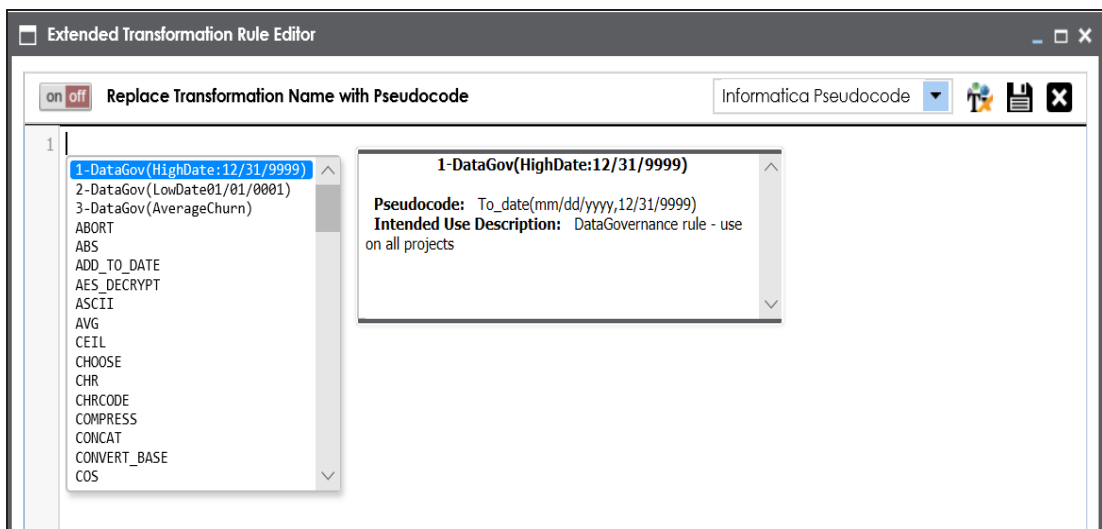 Extended Transformation Rule Editor
on off Replace Transformation Name with Pseudocode Informatica Pseudocode
1
1-DataGov(HighDate:12/31/9999)
2-DataGov(LowDate01/01/0001)
3-DataGov(AverageChurn)
ABORT
ABS
ADD_TO_DATE
AES_DECRYPT
ASCII
AVG
CEIL
CHOOSE
CHR
CHRCODE
COMPRESS
CONCAT
CONVERT_BASE
COS
1-DataGov(HighDate:12/31/9999)
Pseudocode: To_date(mm/dd/yyyy,12/31/9999)
Intended Use Description: DataGovernance rule - use
on all projects